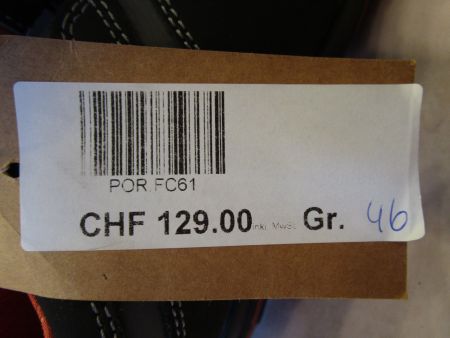 POR.FC61
CHF 129.00 inkl. MwSt. Gr. 46